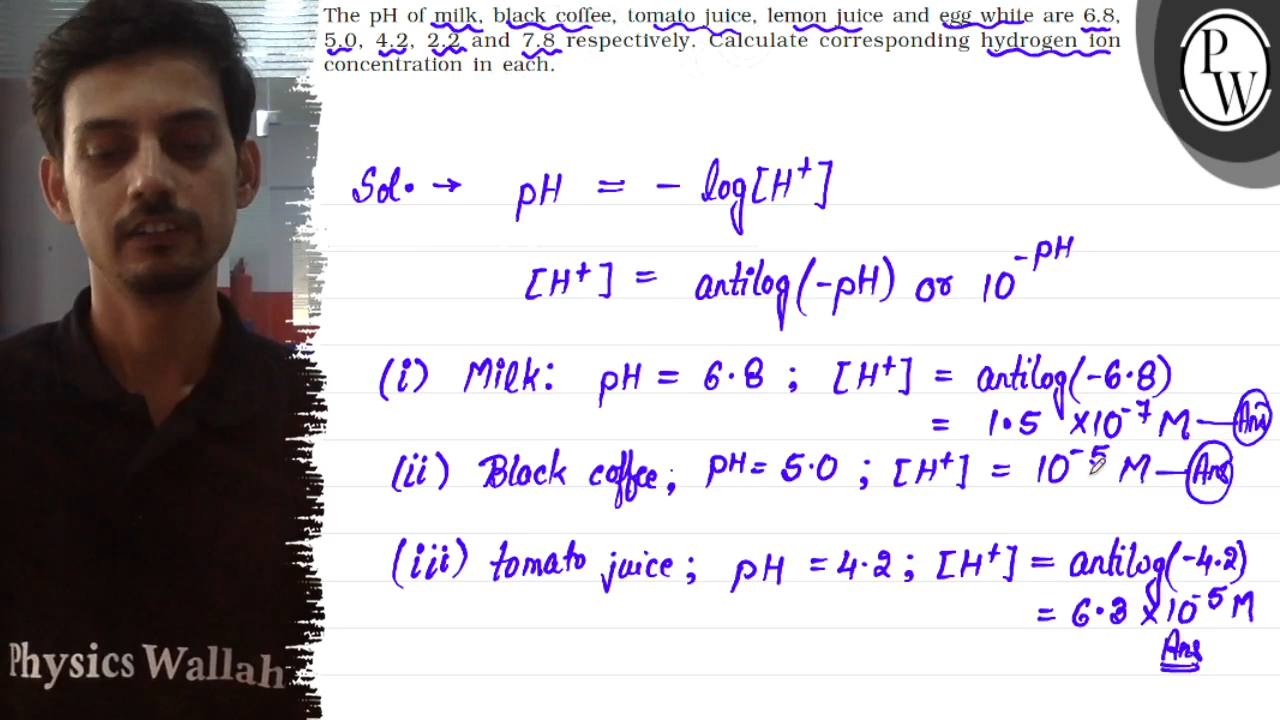 The pH of milk, black coffee, tomato juice, lemon juice and egg white are 6.8,
5.0, 4.2, 2.2 and 7.8 respectively. Calculate corresponding hydrogen ion
concentration in each.
P
W
Sol. → pH = - log[H⁺]
[H⁺] = antilog(-pH) or 10⁻ᵖᴴ
(i) Milk: pH = 6.8 ; [H⁺] = antilog(-6.8)
= 1.5 ×10⁻⁷ M — Ans
(ii) Black coffee; pH = 5.0 ; [H⁺] = 10⁻⁵ M — Ans
(iii) tomato juice; pH = 4.2 ; [H⁺] = antilog(-4.2)
= 6.3 ×10⁻⁵ M
Ans
Physics Wallah